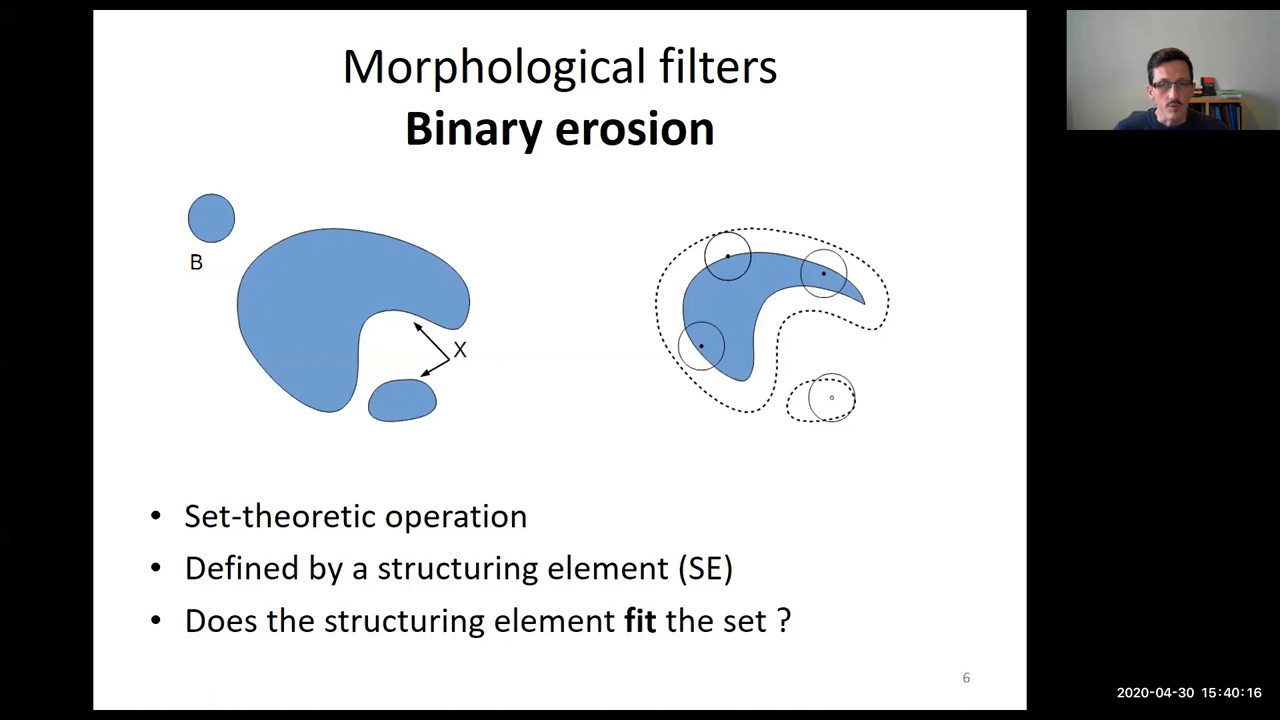 Morphological filters
Binary erosion
B
X
• Set-theoretic operation
• Defined by a structuring element (SE)
• Does the structuring element fit the set ?
6
2020-04-30 15:40:16